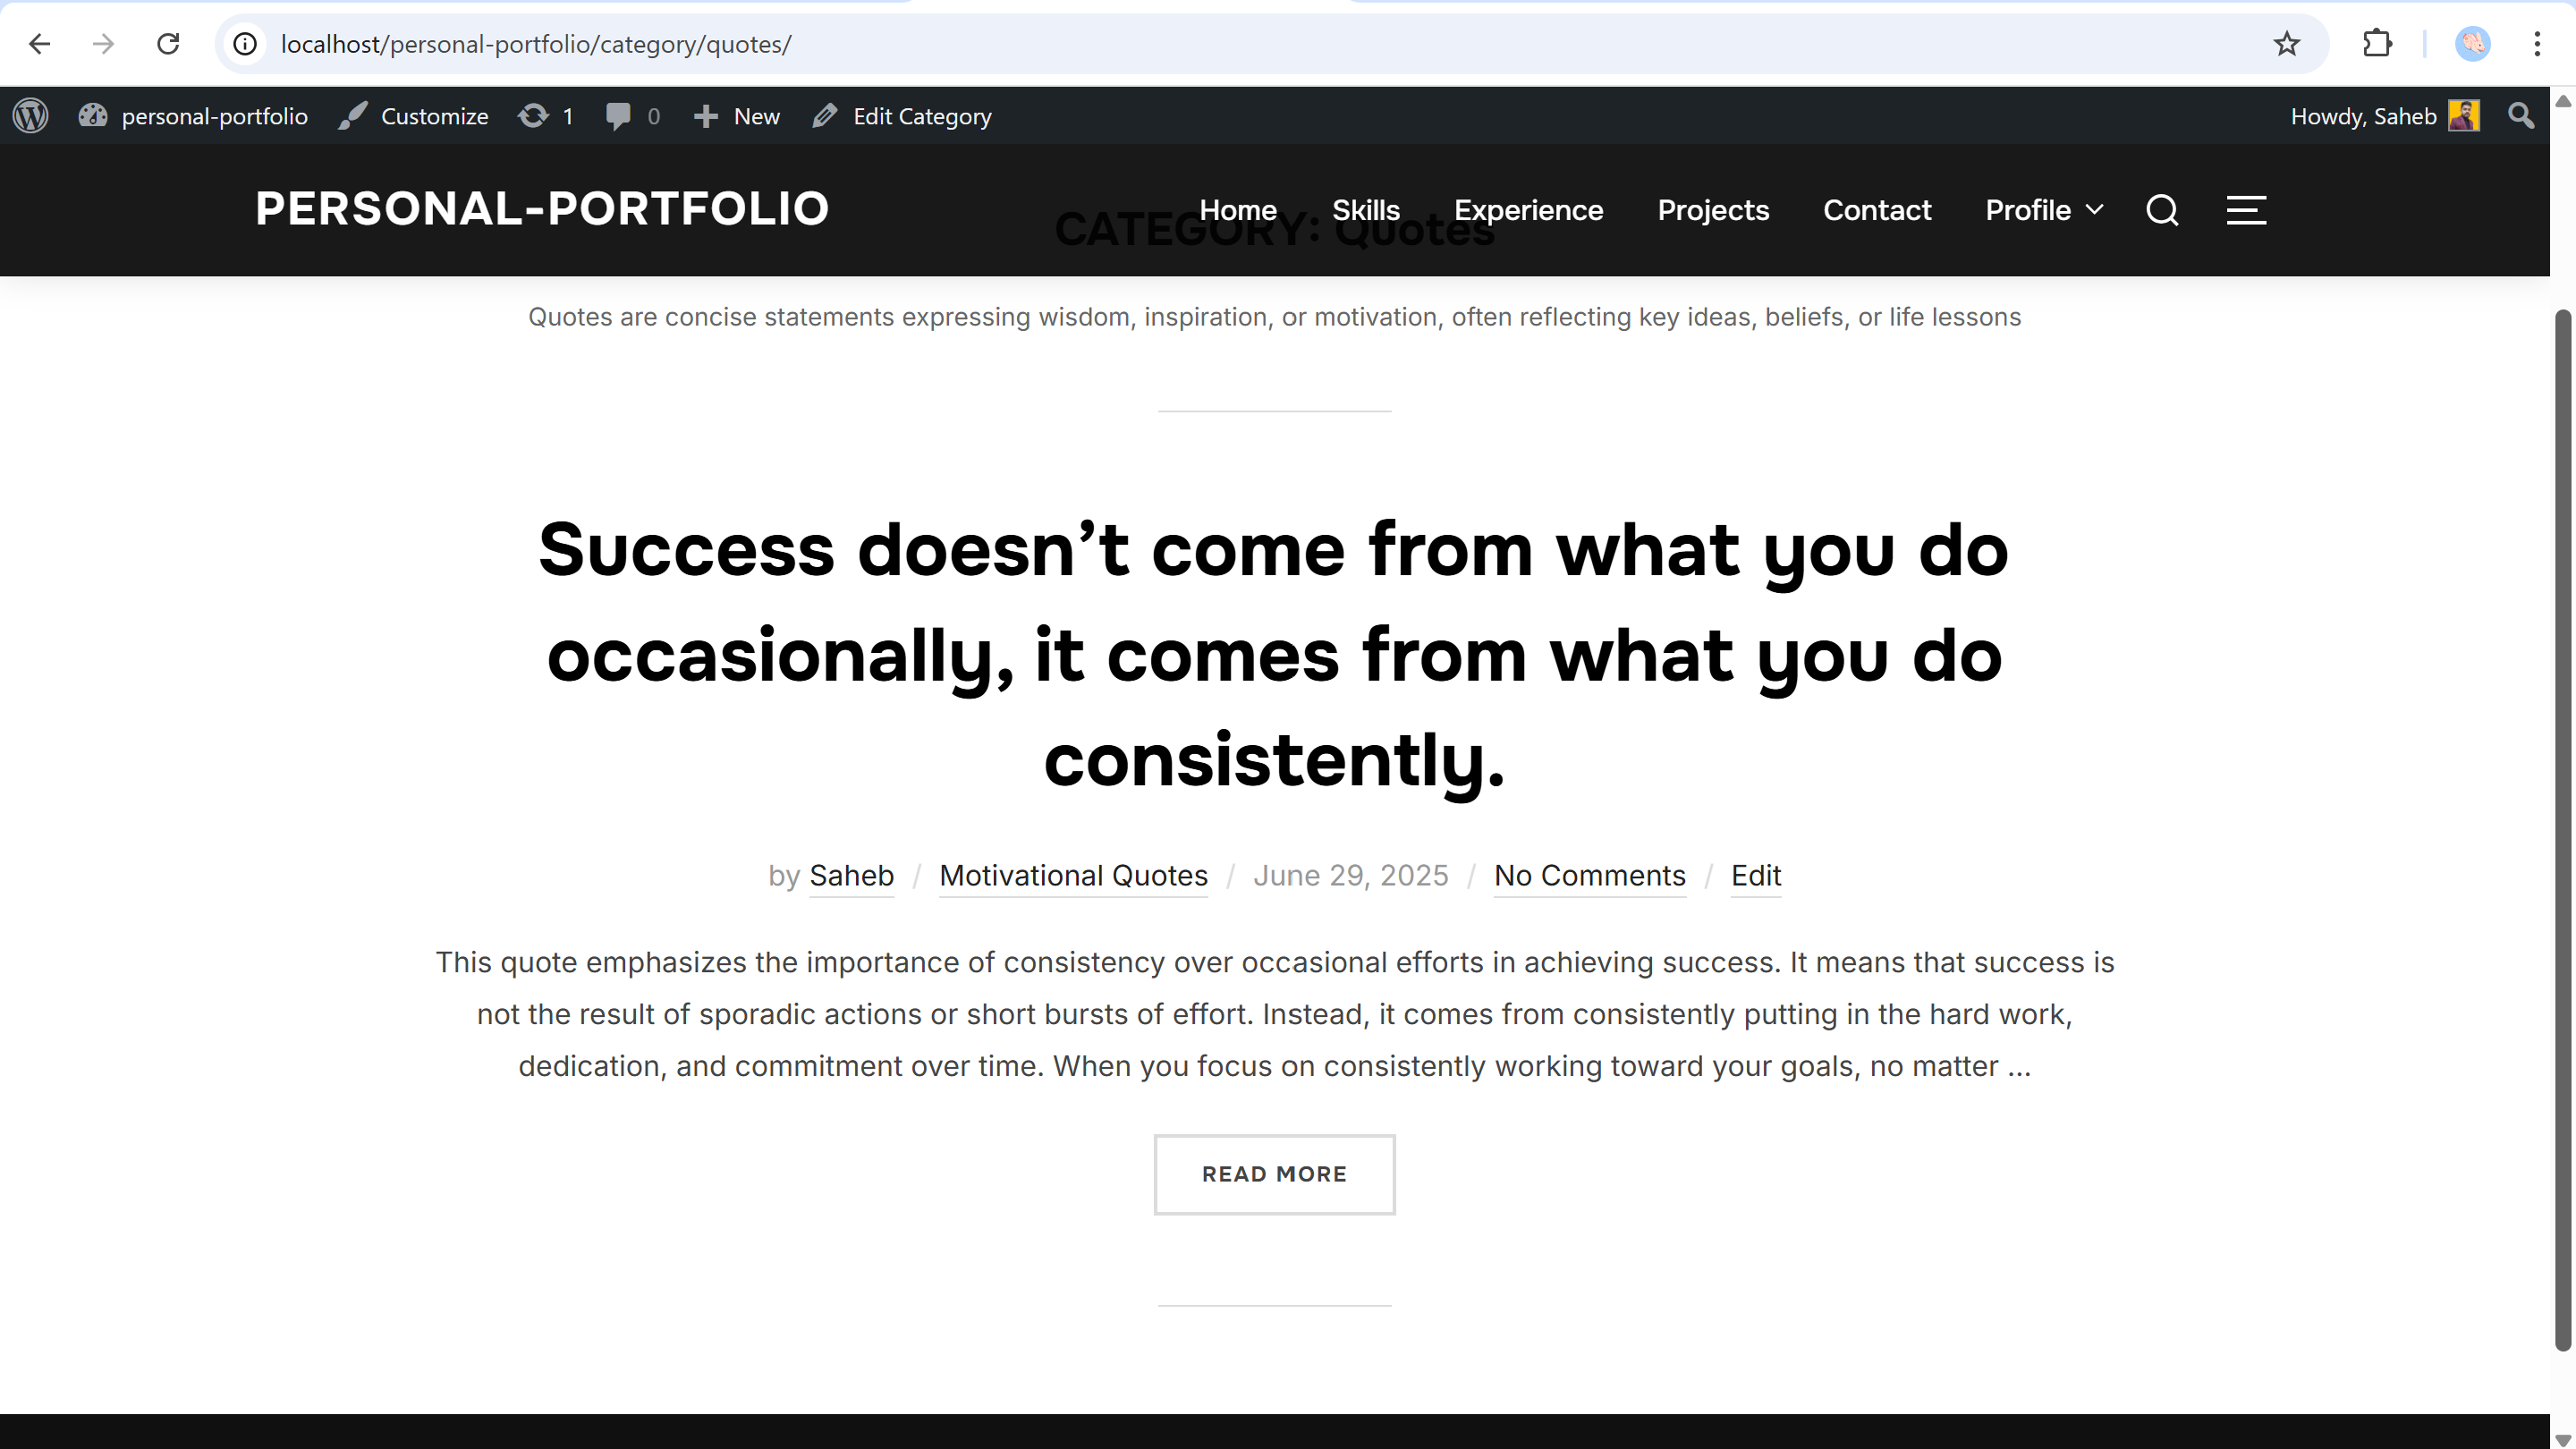 localhost/personal-portfolio/category/quotes/
personal-portfolio Customize 1 0 New Edit Category Howdy, Saheb
PERSONAL-PORTFOLIO Home Skills Experience Projects Contact Profile
CATEGORY: Quotes
Quotes are concise statements expressing wisdom, inspiration, or motivation, often reflecting key ideas, beliefs, or life lessons
Success doesn’t come from what you do
occasionally, it comes from what you do
consistently.
by Saheb / Motivational Quotes / June 29, 2025 / No Comments / Edit
This quote emphasizes the importance of consistency over occasional efforts in achieving success. It means that success is
not the result of sporadic actions or short bursts of effort. Instead, it comes from consistently putting in the hard work,
dedication, and commitment over time. When you focus on consistently working toward your goals, no matter ...
READ MORE